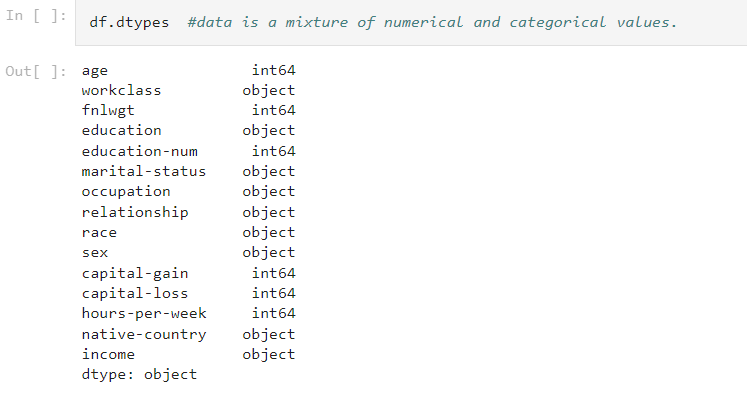 In [ ]: df.dtypes  #data is a mixture of numerical and categorical values.
Out[ ]: age                int64
workclass         object
fnlwgt             int64
education         object
education-num      int64
marital-status    object
occupation        object
relationship      object
race              object
sex               object
capital-gain       int64
capital-loss       int64
hours-per-week     int64
native-country    object
income            object
dtype: object